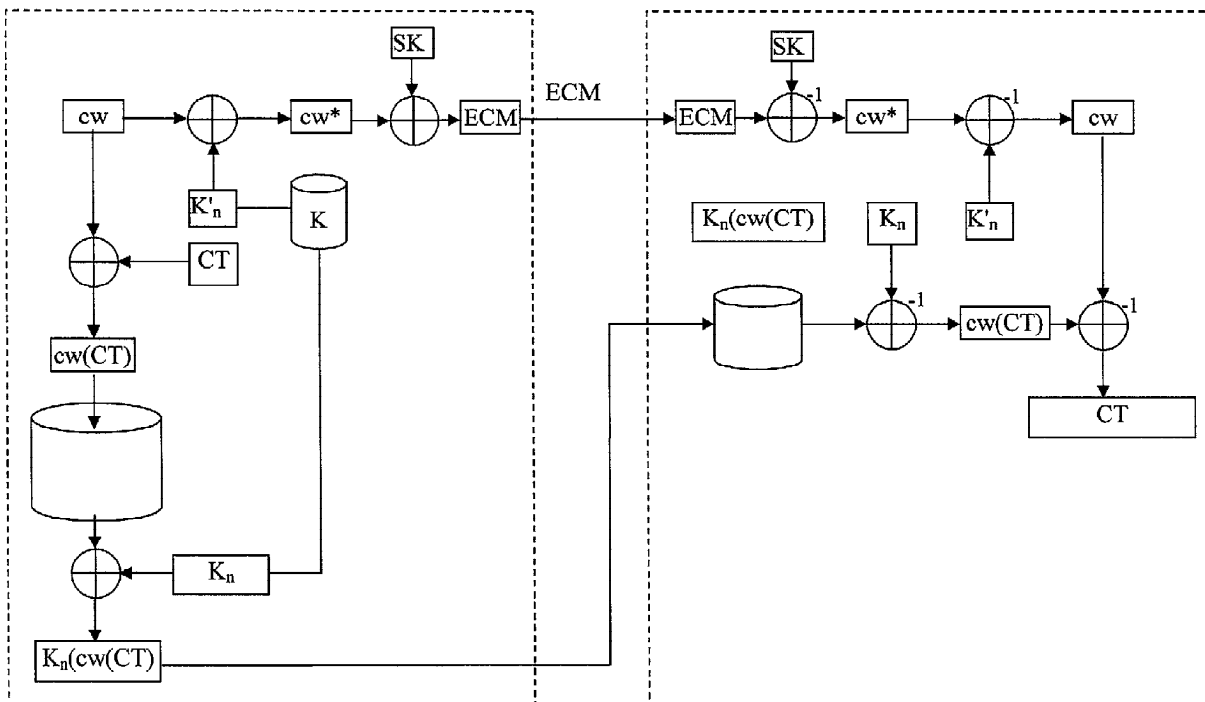 SK
cw
cw*
ECM
ECM
K'ₙ
K
CT
cw(CT)
Kₙ
Kₙ(cw(CT)
SK
-1
-1
ECM
cw*
cw
Kₙ(cw(CT)
Kₙ
K'ₙ
-1
cw(CT)
-1
CT